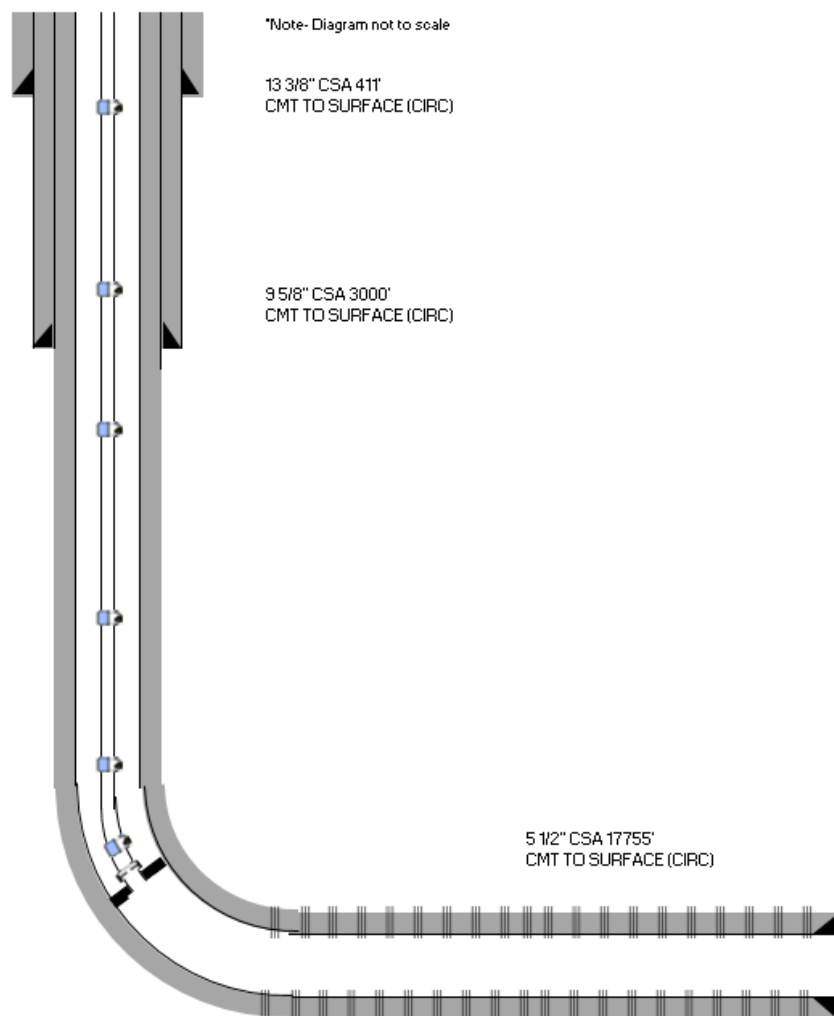 "Note- Diagram not to scale
13 3/8" CSA 411'
CMT TO SURFACE (CIRC)
9 5/8" CSA 3000'
CMT TO SURFACE (CIRC)
5 1/2" CSA 17755'
CMT TO SURFACE (CIRC)